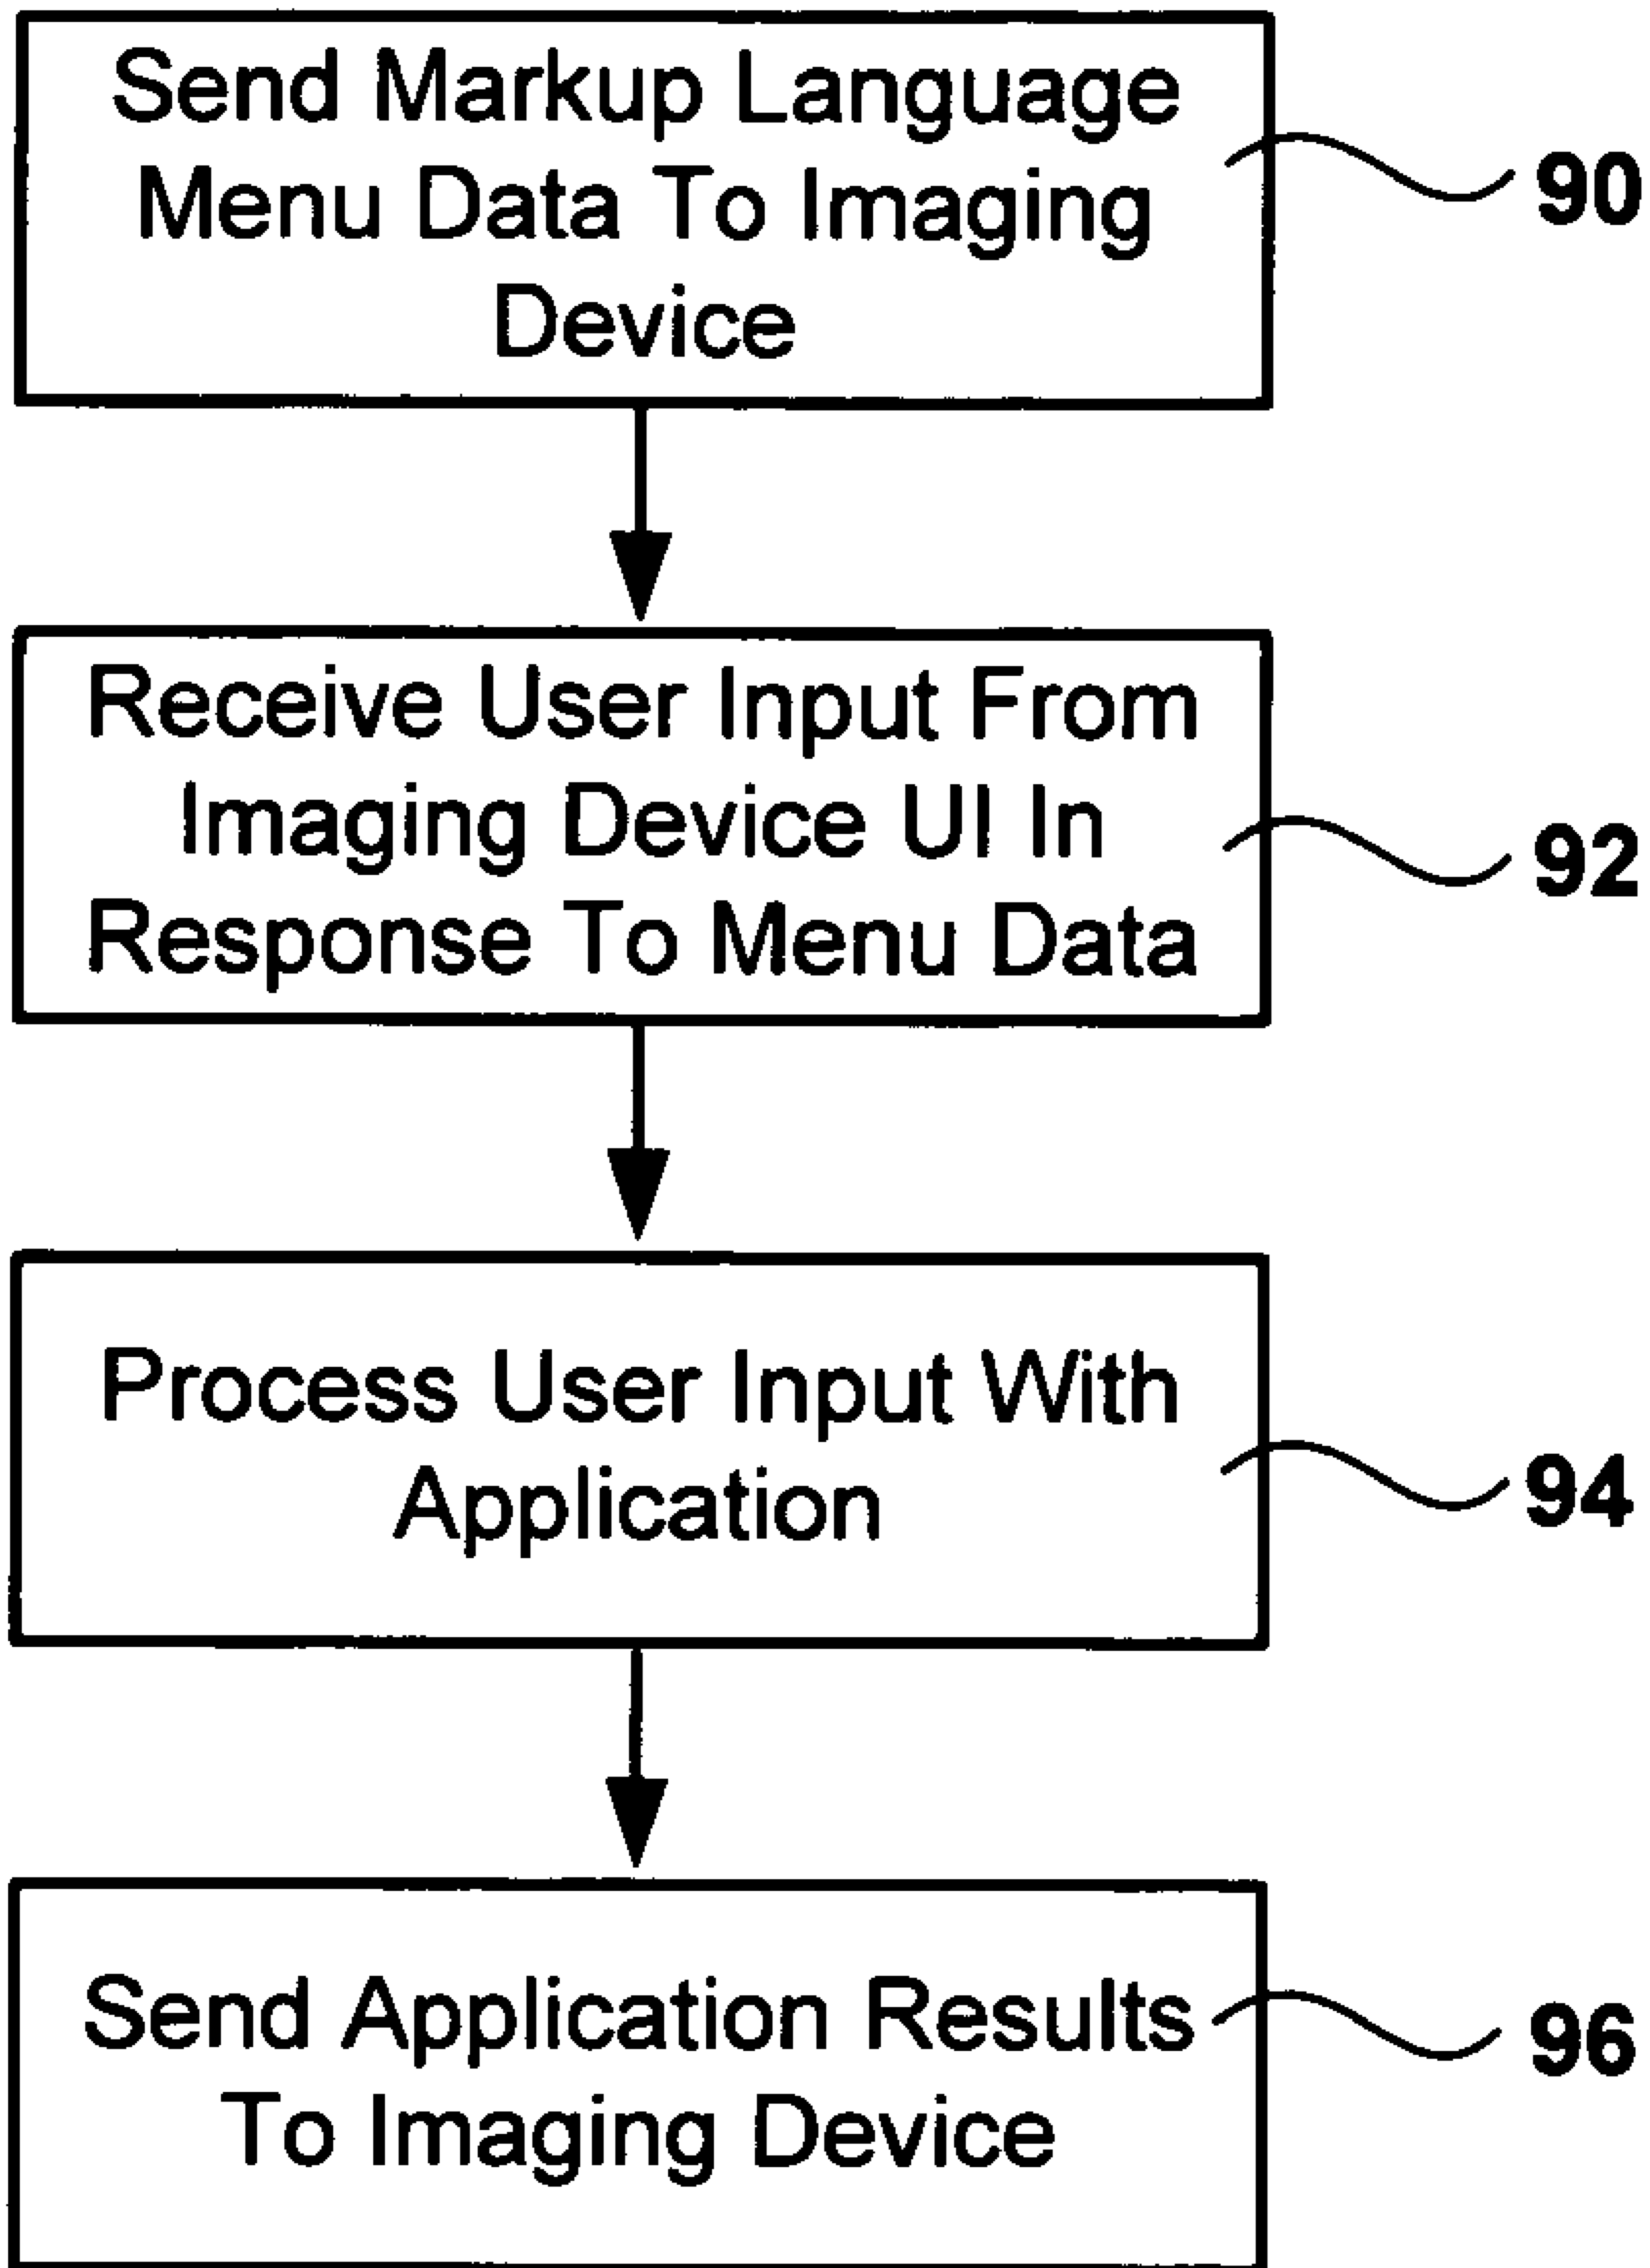 Send Markup Language
Menu Data To Imaging
Device
90
Receive User Input From
Imaging Device UI In
Response To Menu Data
92
Process User Input With
Application
94
Send Application Results
To Imaging Device
96